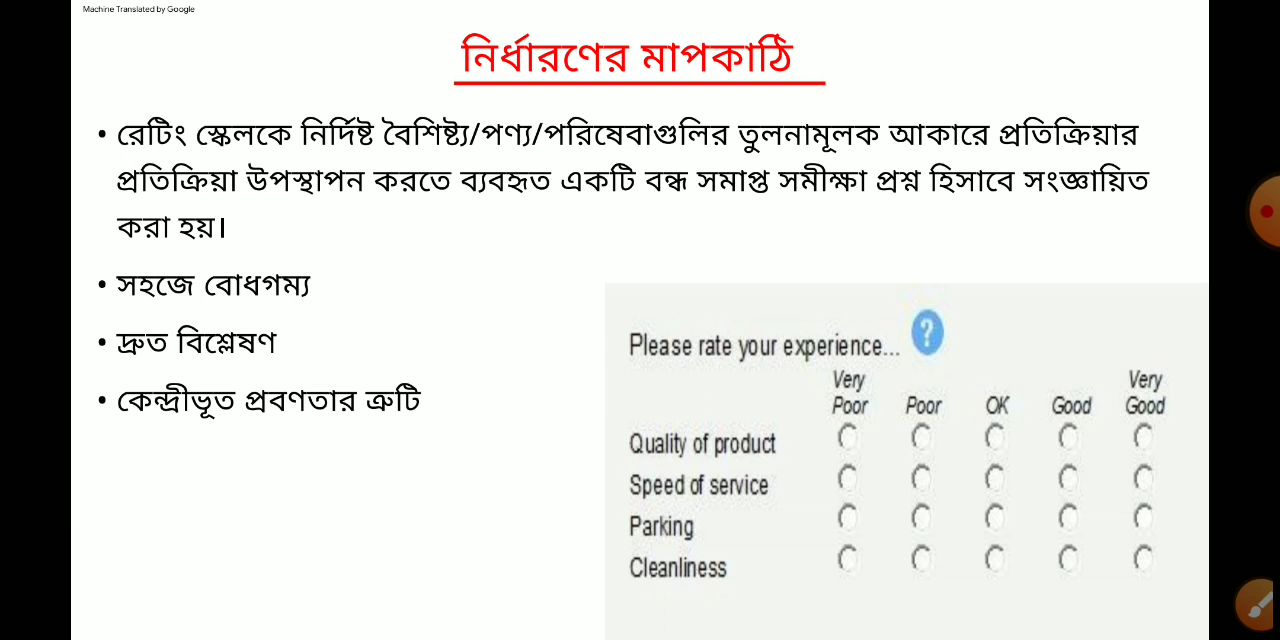 Machine Translated by Google
নির্ধারণের মাপকাঠি
• রেটিং স্কেলকে নির্দিষ্ট বৈশিষ্ট্য/পণ্য/পরিষেবাগুলির তুলনামূলক আকারে প্রতিক্রিয়ার
প্রতিক্রিয়া উপস্থাপন করতে ব্যবহৃত একটি বন্ধ সমাপ্ত সমীক্ষা প্রশ্ন হিসাবে সংজ্ঞায়িত
করা হয়।
• সহজে বোধগম্য
• দ্রুত বিশ্লেষণ
• কেন্দ্রীভূত প্রবণতার ত্রুটি
Please rate your experience... ?
Very Poor Poor OK Good Very Good
Quality of product
Speed of service
Parking
Cleanliness